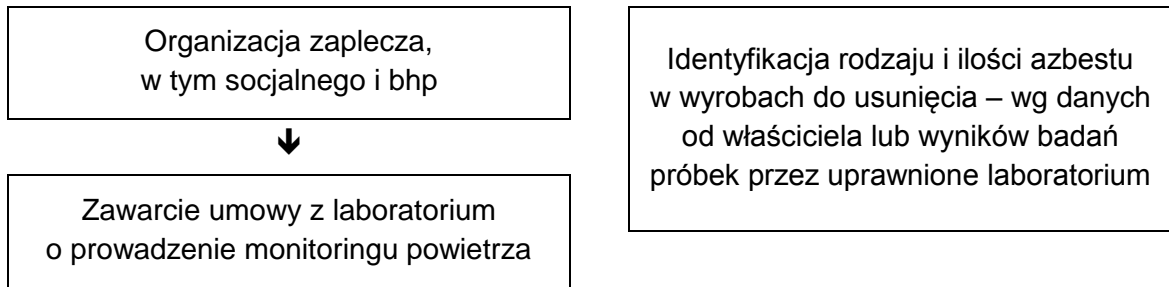 Organizacja zaplecza,
w tym socjalnego i bhp
Zawarcie umowy z laboratorium
o prowadzenie monitoringu powietrza
Identyfikacja rodzaju i ilości azbestu
w wyrobach do usunięcia – wg danych
od właściciela lub wyników badań
próbek przez uprawnione laboratorium